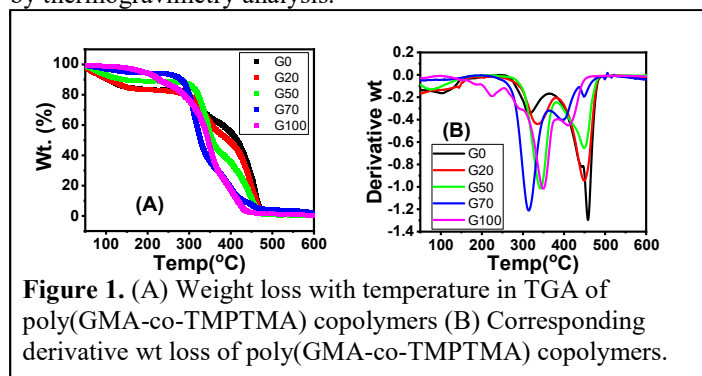 by thermogravimetry analysis.
100
80
60
40
20
0
Wt. (%)
G0
G20
G50
G70
G100
(A)
100 200 300 400 500 600
Temp(°C)
0.2
0.0
-0.2
-0.4
-0.6
-0.8
-1.0
-1.2
-1.4
Derivative wt
(B)
G0
G20
G50
G70
G100
100 200 300 400 500 600
Temp(°C)
Figure 1. (A) Weight loss with temperature in TGA of
poly(GMA-co-TMPTMA) copolymers (B) Corresponding
derivative wt loss of poly(GMA-co-TMPTMA) copolymers.